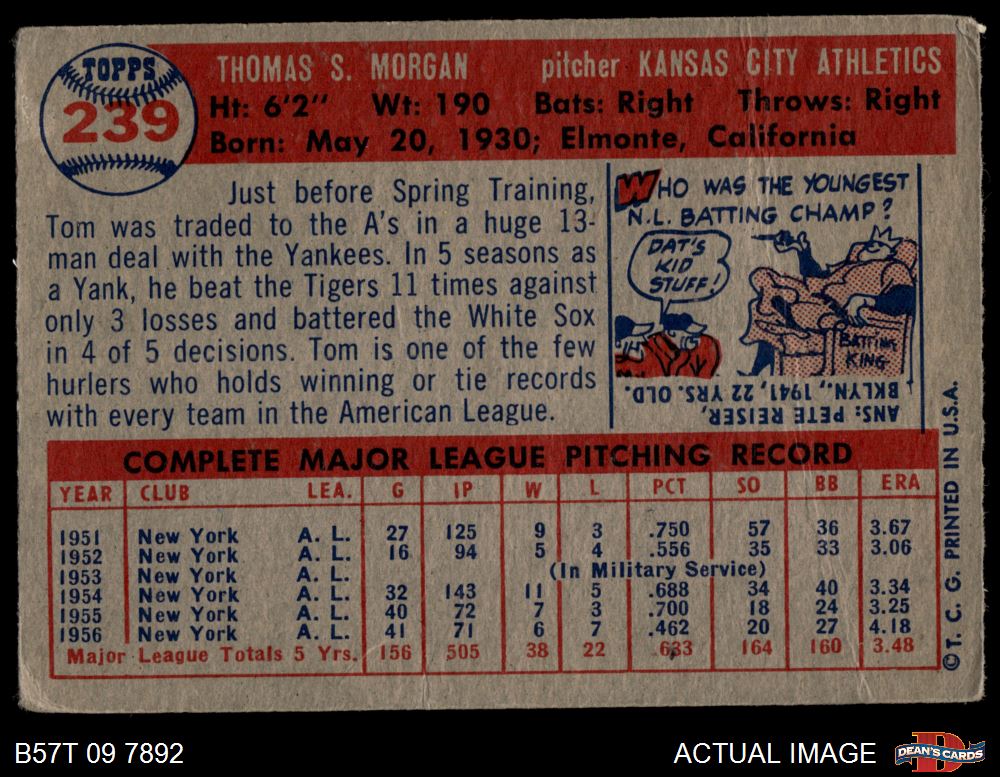 TOPPS
239
THOMAS S. MORGAN pitcher KANSAS CITY ATHLETICS
Ht: 6'2" Wt: 190 Bats: Right Throws: Right
Born: May 20, 1930; Elmonte, California
Just before Spring Training,
Tom was traded to the A's in a huge 13-
man deal with the Yankees. In 5 seasons as
a Yank, he beat the Tigers 11 times against
only 3 losses and battered the White Sox
in 4 of 5 decisions. Tom is one of the few
hurlers who holds winning or tie records
with every team in the American League.
WHO WAS THE YOUNGEST
N.L. BATTING CHAMP?
DAT'S
KID
STUFF!
BATTING
KING
ANS: PETE REISER,
BKLYN., 1941, 22 YRS. OLD.
COMPLETE MAJOR LEAGUE PITCHING RECORD
YEAR CLUB LEA. G IP W L PCT SO BB ERA
1951 New York A. L. 27 125 9 3 .750 57 36 3.67
1952 New York A. L. 16 94 5 4 .556 35 33 3.06
1953 New York A. L. (In Military Service)
1954 New York A. L. 32 143 11 5 .688 34 40 3.34
1955 New York A. L. 40 72 7 3 .700 18 24 3.25
1956 New York A. L. 41 71 6 7 .462 20 27 4.18
Major League Totals 5 Yrs. 156 505 38 22 .633 164 160 3.48
© T. C. G. PRINTED IN U.S.A.
B57T 09 7892 ACTUAL IMAGE
D
DEAN'S CARDS